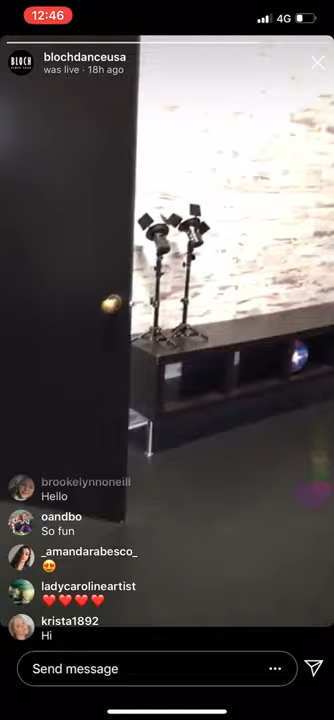 12:46
4G
BLOCH
blochdanceusa
was live · 18h ago
brookelynnoneill
Hello
oandbo
So fun
_amandarabesco_
😍
ladycarolineartist
❤️❤️❤️❤️
krista1892
Hi
Send message